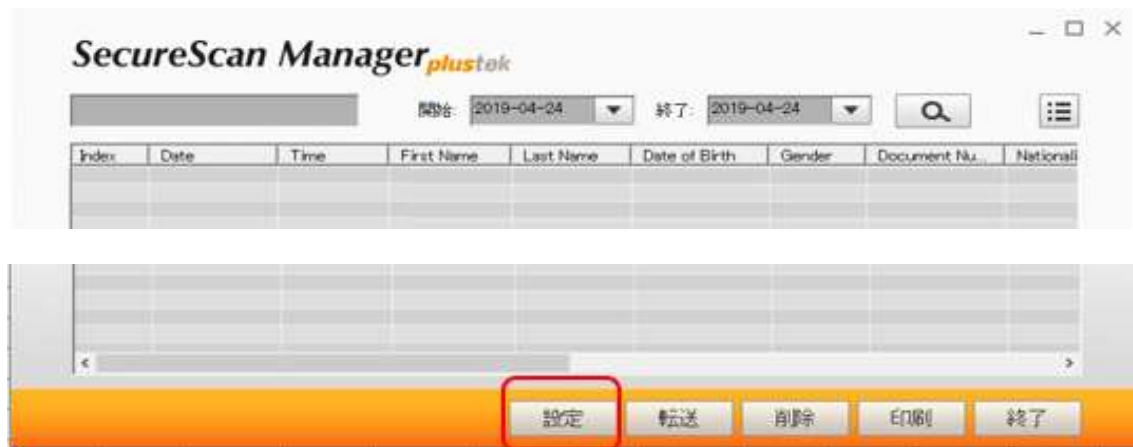 SecureScan Manager plustek
開始: 2019-04-24 終了: 2019-04-24
Index Date Time First Name Last Name Date of Birth Gender Document Nu... Nationali
設定 転送 削除 印刷 終了